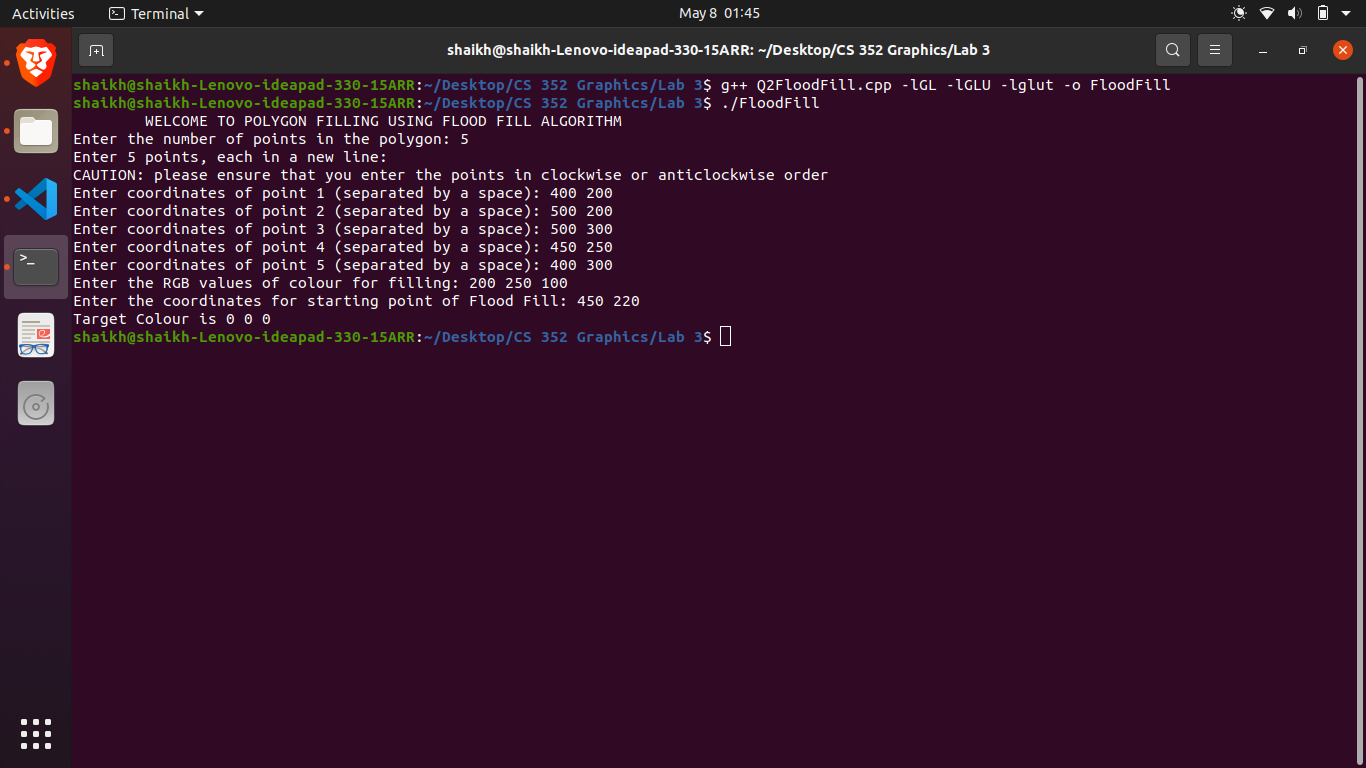 Activities Terminal May 8 01:45
shaikh@shaikh-Lenovo-ideapad-330-15ARR: ~/Desktop/CS 352 Graphics/Lab 3
shaikh@shaikh-Lenovo-ideapad-330-15ARR:~/Desktop/CS 352 Graphics/Lab 3$ g++ Q2FloodFill.cpp -lGL -lGLU -lglut -o FloodFill
shaikh@shaikh-Lenovo-ideapad-330-15ARR:~/Desktop/CS 352 Graphics/Lab 3$ ./FloodFill
WELCOME TO POLYGON FILLING USING FLOOD FILL ALGORITHM
Enter the number of points in the polygon: 5
Enter 5 points, each in a new line:
CAUTION: please ensure that you enter the points in clockwise or anticlockwise order
Enter coordinates of point 1 (separated by a space): 400 200
Enter coordinates of point 2 (separated by a space): 500 200
Enter coordinates of point 3 (separated by a space): 500 300
Enter coordinates of point 4 (separated by a space): 450 250
Enter coordinates of point 5 (separated by a space): 400 300
Enter the RGB values of colour for filling: 200 250 100
Enter the coordinates for starting point of Flood Fill: 450 220
Target Colour is 0 0 0
shaikh@shaikh-Lenovo-ideapad-330-15ARR:~/Desktop/CS 352 Graphics/Lab 3$